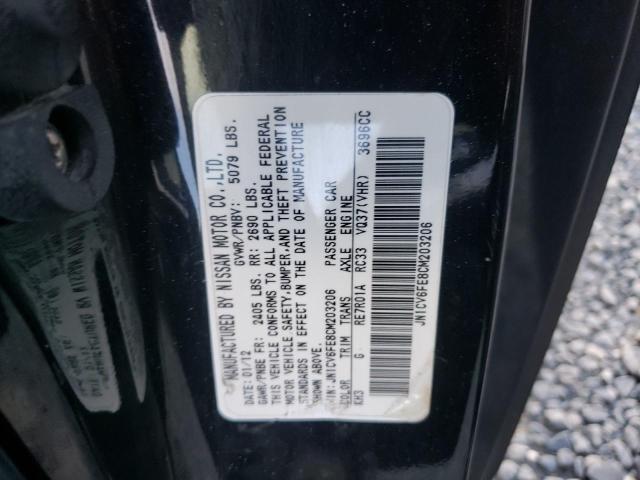 MANUFACTURED BY NISSAN MOTOR CO.,LTD.
DATE: 01/12 GVWR/PNBV: 5079 LBS.
GAWR/PNBE FR: 2405 LBS. RR: 2690 LBS.
THIS VEHICLE CONFORMS TO ALL APPLICABLE FEDERAL
MOTOR VEHICLE SAFETY,BUMPER,AND THEFT PREVENTION
STANDARDS IN EFFECT ON THE DATE OF MANUFACTURE
SHOWN ABOVE.
VIN: JN1CV6FE8CM203206 PASSENGER CAR
COLOR TRIM TRANS AXLE ENGINE
KH3 G RE7R01A RC33 VQ37(VHR) 3696CC
JN1CV6FE8CM203206